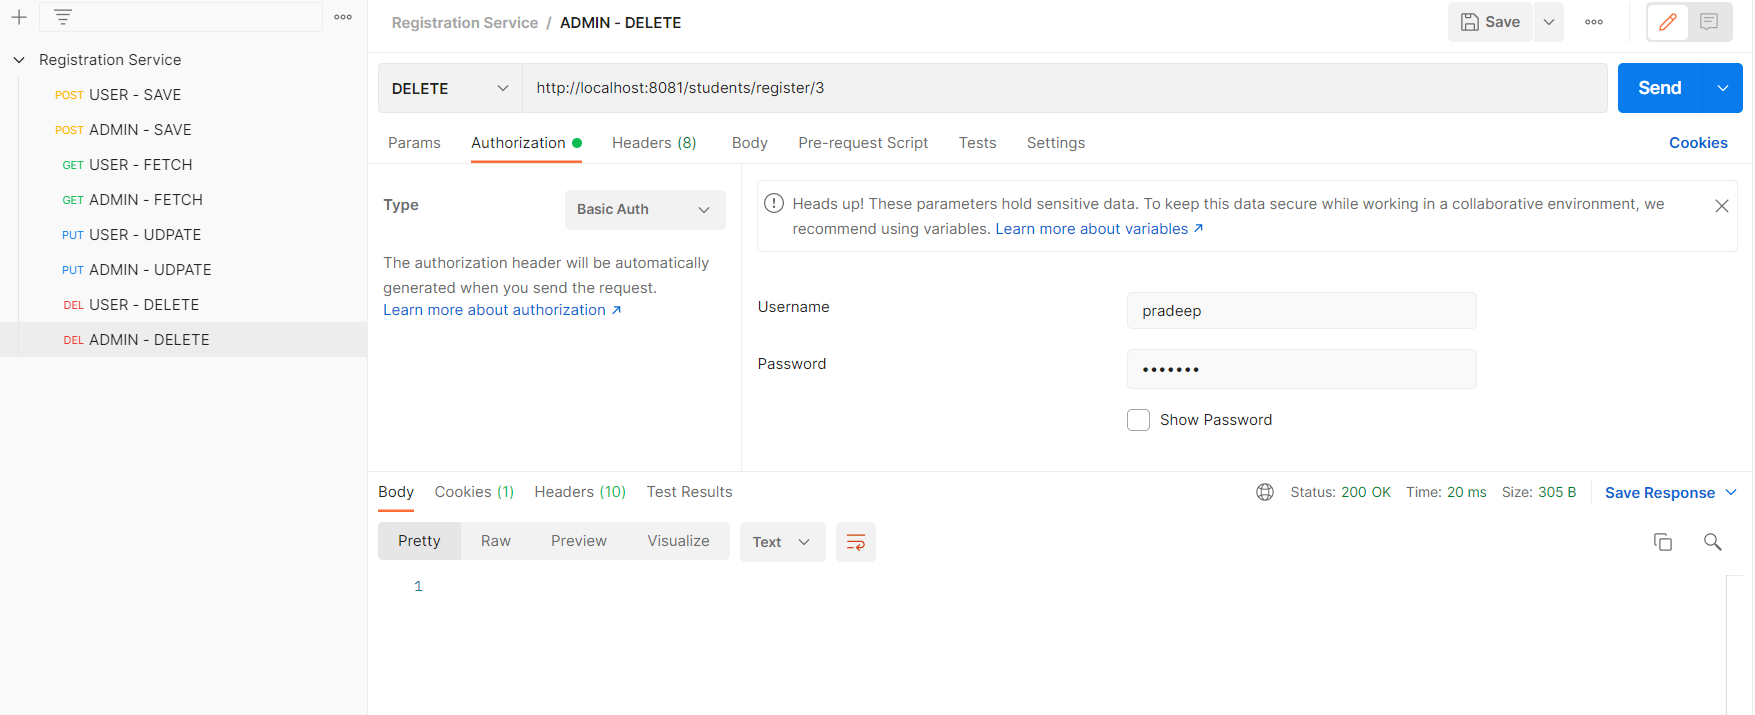 Registration Service
POST USER - SAVE
POST ADMIN - SAVE
GET USER - FETCH
GET ADMIN - FETCH
PUT USER - UDPATE
PUT ADMIN - UDPATE
DEL USER - DELETE
DEL ADMIN - DELETE
Registration Service / ADMIN - DELETE
Save
DELETE http://localhost:8081/students/register/3
Send
Params Authorization Headers (8) Body Pre-request Script Tests Settings
Cookies
Type Basic Auth
The authorization header will be automatically
generated when you send the request.
Learn more about authorization ↗
Heads up! These parameters hold sensitive data. To keep this data secure while working in a collaborative environment, we
recommend using variables. Learn more about variables ↗
Username pradeep
Password •••••••
Show Password
Body Cookies (1) Headers (10) Test Results
Status: 200 OK Time: 20 ms Size: 305 B Save Response
Pretty Raw Preview Visualize Text
1